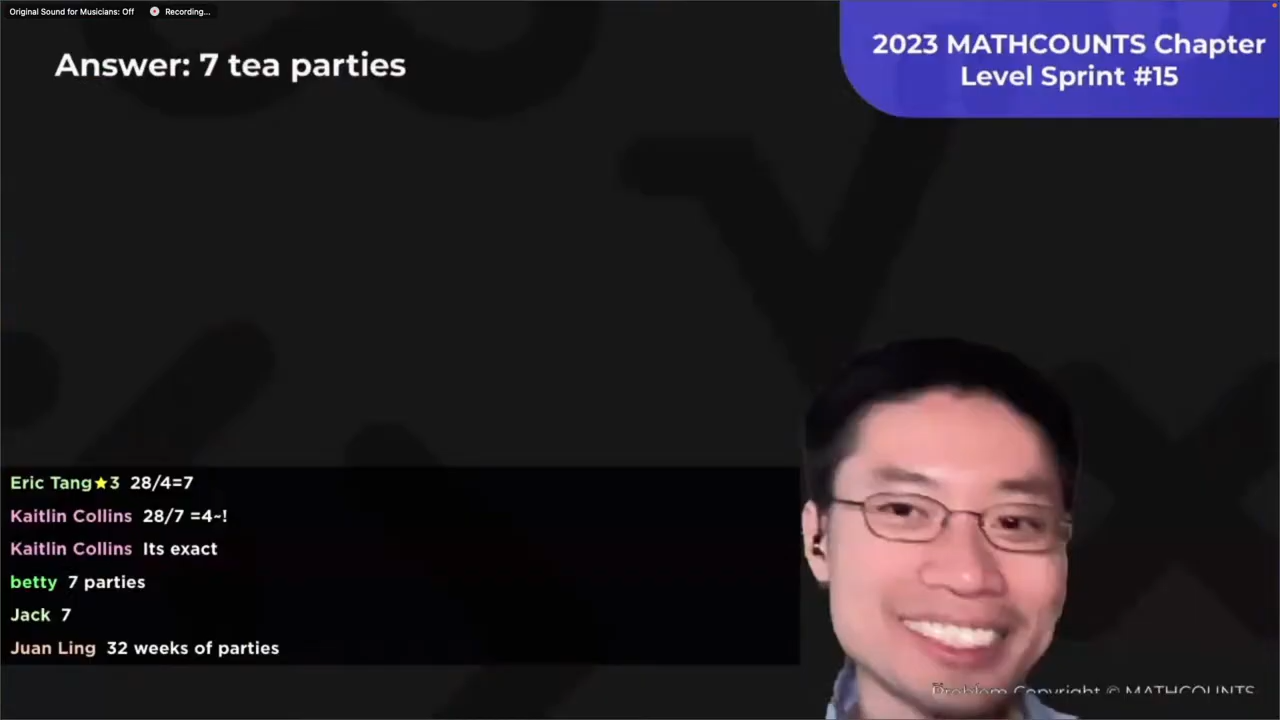 Original Sound for Musicians: Off Recording...
Answer: 7 tea parties
2023 MATHCOUNTS Chapter
Level Sprint #15
Eric Tang★3 28/4=7
Kaitlin Collins 28/7 =4~!
Kaitlin Collins Its exact
betty 7 parties
Jack 7
Juan Ling 32 weeks of parties
Problem Copyright © MATHCOUNTS